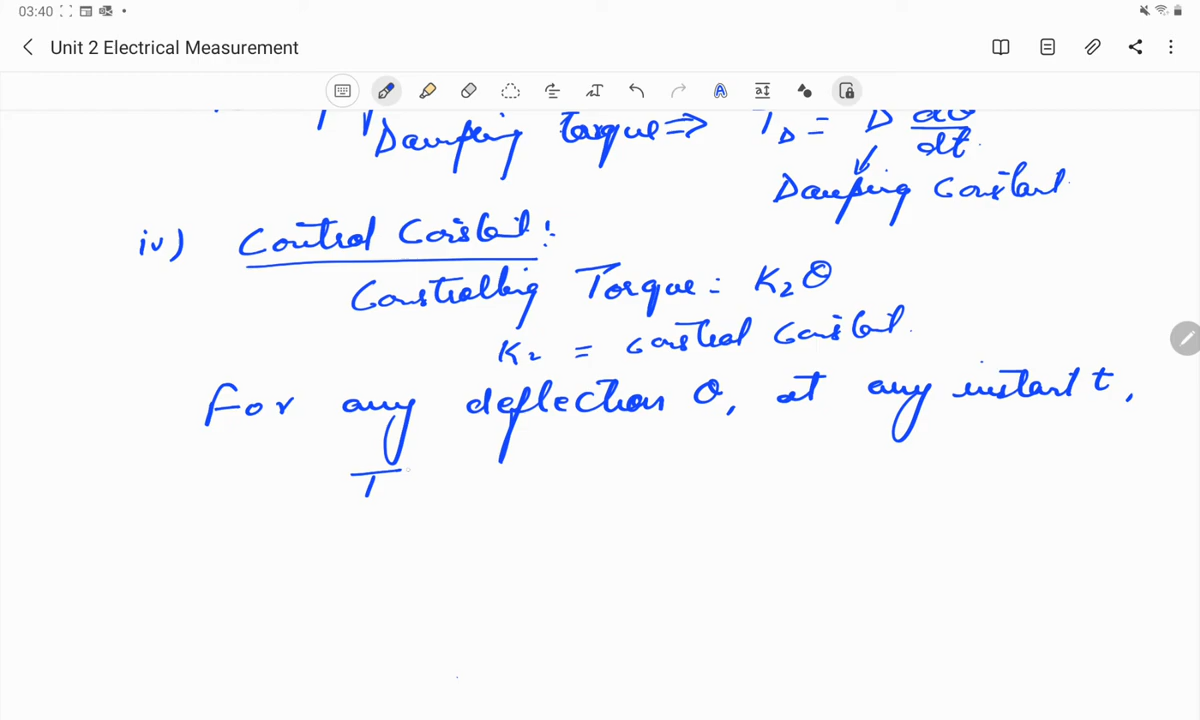 03:40
Unit 2 Electrical Measurement
Damping Torque ⇒ T_D = D dθ/dt
Damping Constant
iv) Control Constant :
Controlling Torque = K₂θ
K₂ = Control Constant.
For any deflection θ, at any instant t,
T